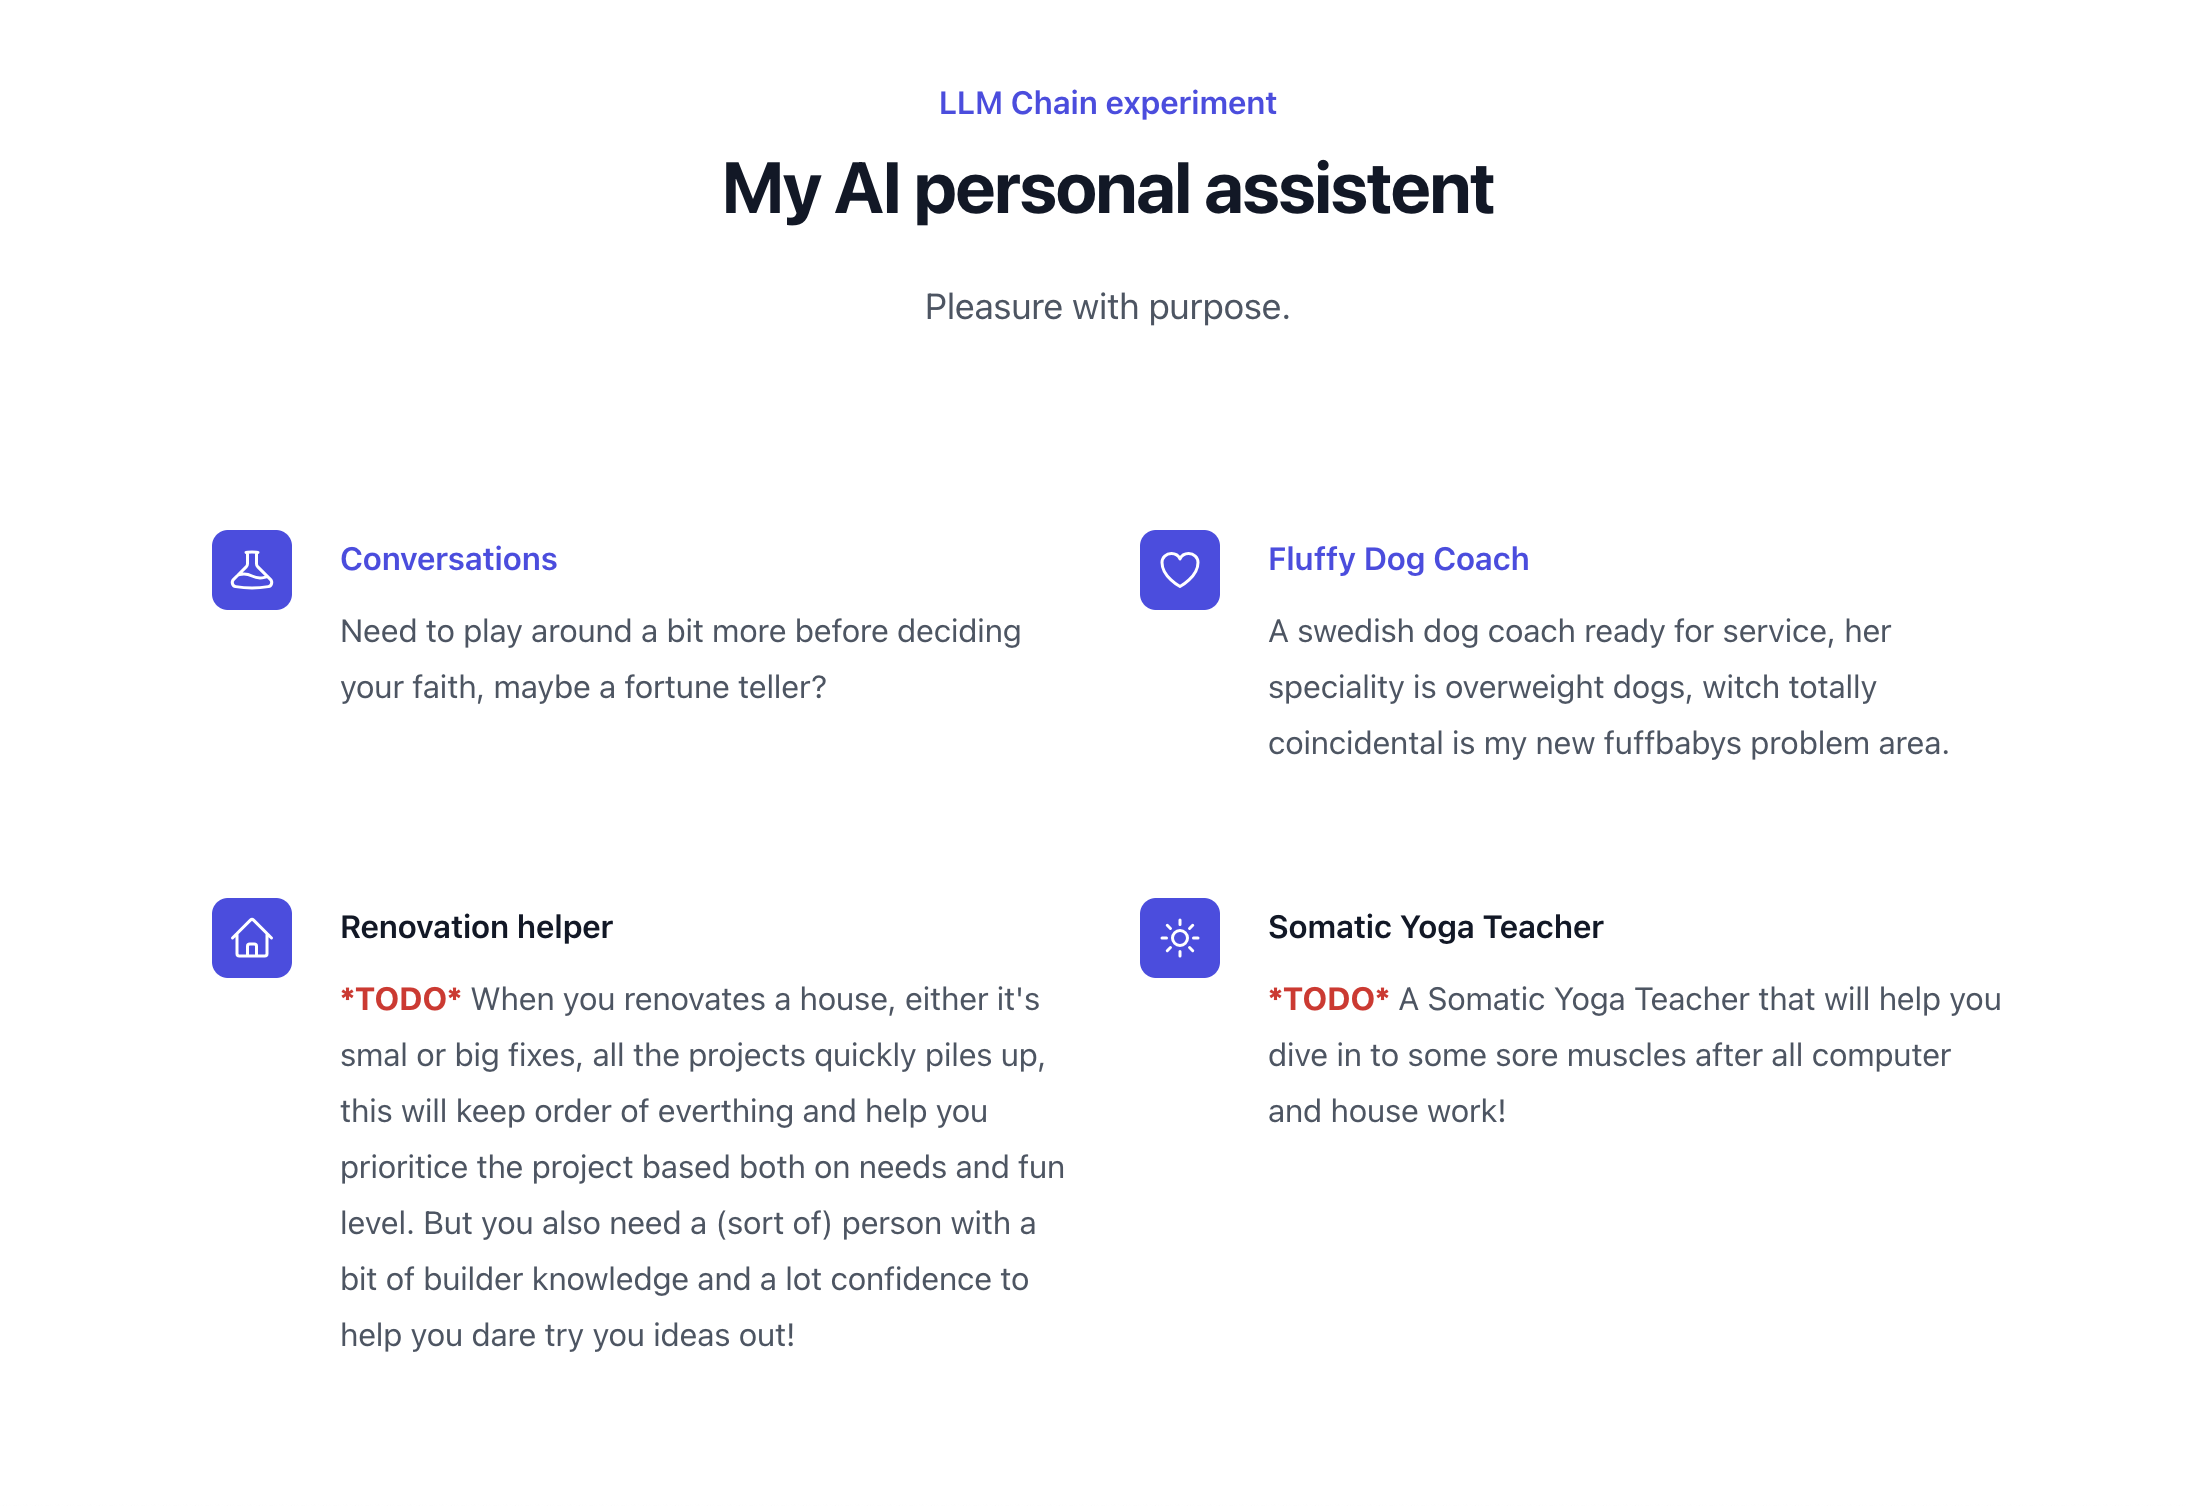 LLM Chain experiment
My AI personal assistent
Pleasure with purpose.
Conversations
Need to play around a bit more before deciding
your faith, maybe a fortune teller?
Fluffy Dog Coach
A swedish dog coach ready for service, her
speciality is overweight dogs, witch totally
coincidental is my new fuffbabys problem area.
Renovation helper
*TODO* When you renovates a house, either it's
smal or big fixes, all the projects quickly piles up,
this will keep order of everthing and help you
prioritice the project based both on needs and fun
level. But you also need a (sort of) person with a
bit of builder knowledge and a lot confidence to
help you dare try you ideas out!
Somatic Yoga Teacher
*TODO* A Somatic Yoga Teacher that will help you
dive in to some sore muscles after all computer
and house work!